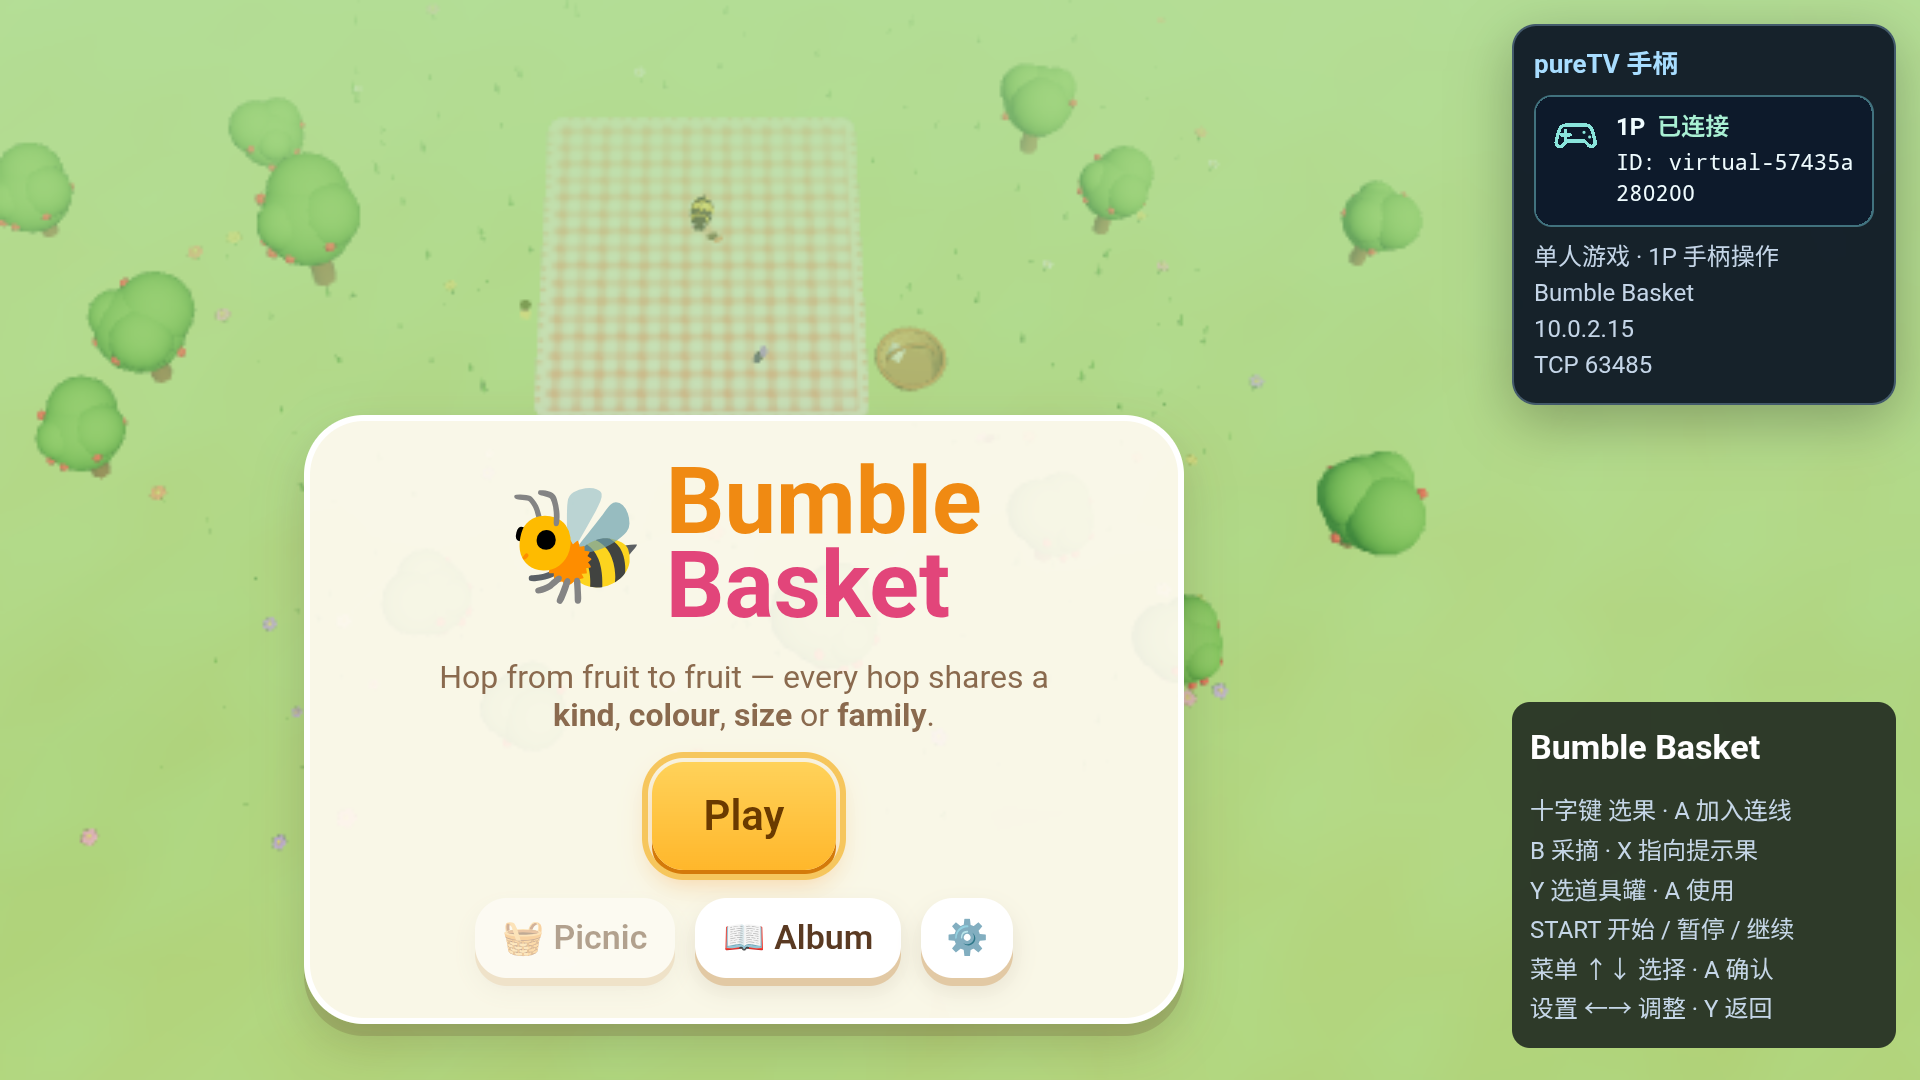 Bumble
Basket
Hop from fruit to fruit — every hop shares a
kind, colour, size or family.
Play
Picnic
Album
pureTV 手柄
1P 已连接
ID: virtual-57435a
280200
单人游戏 · 1P 手柄操作
Bumble Basket
10.0.2.15
TCP 63485
Bumble Basket
十字键 选果 · A 加入连线
B 采摘 · X 指向提示果
Y 选道具罐 · A 使用
START 开始 / 暂停 / 继续
菜单 ↑↓ 选择 · A 确认
设置 ←→ 调整 · Y 返回